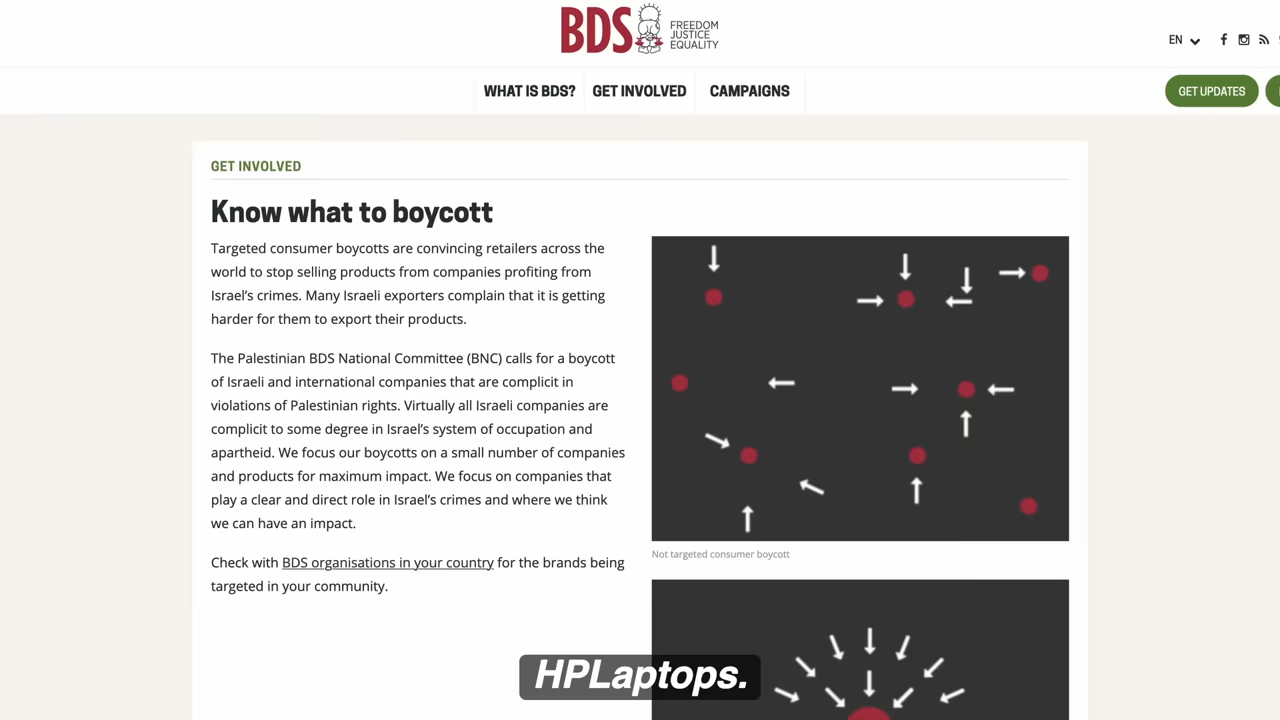 BDS
FREEDOM
JUSTICE
EQUALITY
EN
WHAT IS BDS?
GET INVOLVED
CAMPAIGNS
GET UPDATES
GET INVOLVED
Know what to boycott
Targeted consumer boycotts are convincing retailers across the
world to stop selling products from companies profiting from
Israel’s crimes. Many Israeli exporters complain that it is getting
harder for them to export their products.
The Palestinian BDS National Committee (BNC) calls for a boycott
of Israeli and international companies that are complicit in
violations of Palestinian rights. Virtually all Israeli companies are
complicit to some degree in Israel’s system of occupation and
apartheid. We focus our boycotts on a small number of companies
and products for maximum impact. We focus on companies that
play a clear and direct role in Israel’s crimes and where we think
we can have an impact.
Check with BDS organisations in your country for the brands being
targeted in your community.
Not targeted consumer boycott
HPLaptops.